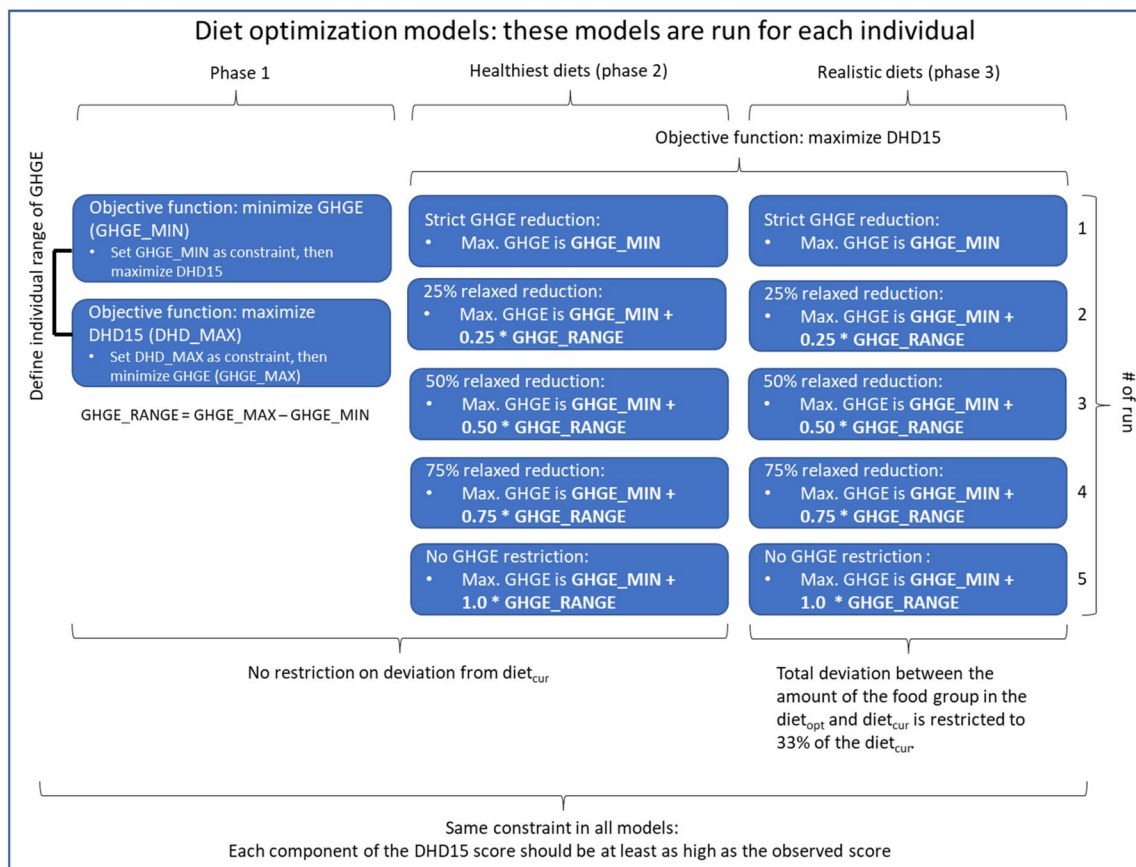 Diet optimization models: these models are run for each individual
Phase 1
Healthiest diets (phase 2)
Realistic diets (phase 3)
Objective function: maximize DHD15
Define individual range of GHGE
Objective function: minimize GHGE
(GHGE_MIN)
• Set GHGE_MIN as constraint, then
maximize DHD15
Objective function: maximize
DHD15 (DHD_MAX)
• Set DHD_MAX as constraint, then
minimize GHGE (GHGE_MAX)
GHGE_RANGE = GHGE_MAX – GHGE_MIN
Strict GHGE reduction:
• Max. GHGE is GHGE_MIN
25% relaxed reduction:
• Max. GHGE is GHGE_MIN +
0.25 * GHGE_RANGE
50% relaxed reduction:
• Max. GHGE is GHGE_MIN +
0.50 * GHGE_RANGE
75% relaxed reduction:
• Max. GHGE is GHGE_MIN +
0.75 * GHGE_RANGE
No GHGE restriction:
• Max. GHGE is GHGE_MIN +
1.0 * GHGE_RANGE
Strict GHGE reduction:
• Max. GHGE is GHGE_MIN
25% relaxed reduction:
• Max. GHGE is GHGE_MIN +
0.25 * GHGE_RANGE
50% relaxed reduction:
• Max. GHGE is GHGE_MIN +
0.50 * GHGE_RANGE
75% relaxed reduction:
• Max. GHGE is GHGE_MIN +
0.75 * GHGE_RANGE
No GHGE restriction :
• Max. GHGE is GHGE_MIN +
1.0 * GHGE_RANGE
1
2
3
4
5
# of run
No restriction on deviation from diet cur
Total deviation between the
amount of the food group in the
diet opt and diet cur is restricted to
33% of the diet cur.
Same constraint in all models:
Each component of the DHD15 score should be at least as high as the observed score